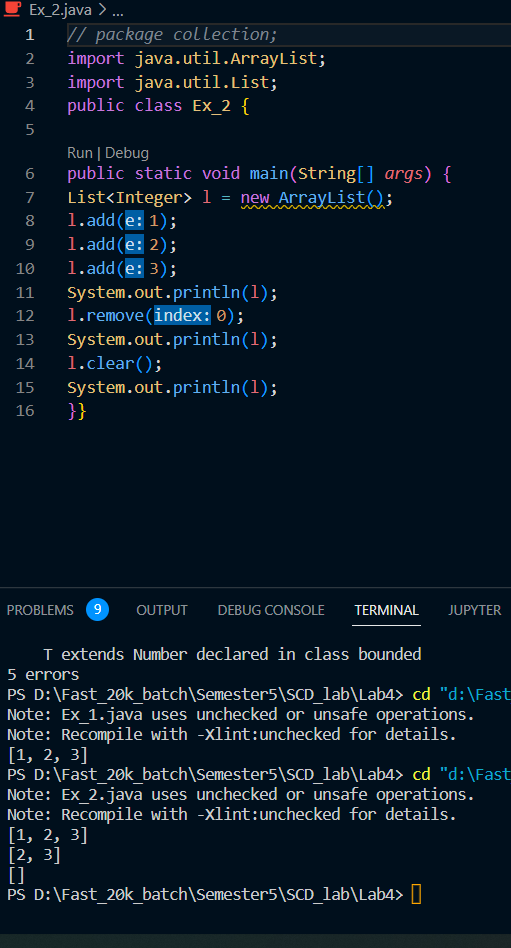 Ex_2.java > ...
1 // package collection;
2 import java.util.ArrayList;
3 import java.util.List;
4 public class Ex_2 {
5
Run | Debug
6 public static void main(String[] args) {
7 List<Integer> l = new ArrayList();
8 l.add(e: 1);
9 l.add(e: 2);
10 l.add(e: 3);
11 System.out.println(l);
12 l.remove(index: 0);
13 System.out.println(l);
14 l.clear();
15 System.out.println(l);
16 }}
PROBLEMS 9 OUTPUT DEBUG CONSOLE TERMINAL JUPYTER
T extends Number declared in class bounded
5 errors
PS D:\Fast_20k_batch\Semester5\SCD_lab\Lab4> cd "d:\Fast
Note: Ex_1.java uses unchecked or unsafe operations.
Note: Recompile with -Xlint:unchecked for details.
[1, 2, 3]
PS D:\Fast_20k_batch\Semester5\SCD_lab\Lab4> cd "d:\Fast
Note: Ex_2.java uses unchecked or unsafe operations.
Note: Recompile with -Xlint:unchecked for details.
[1, 2, 3]
[2, 3]
[]
PS D:\Fast_20k_batch\Semester5\SCD_lab\Lab4>